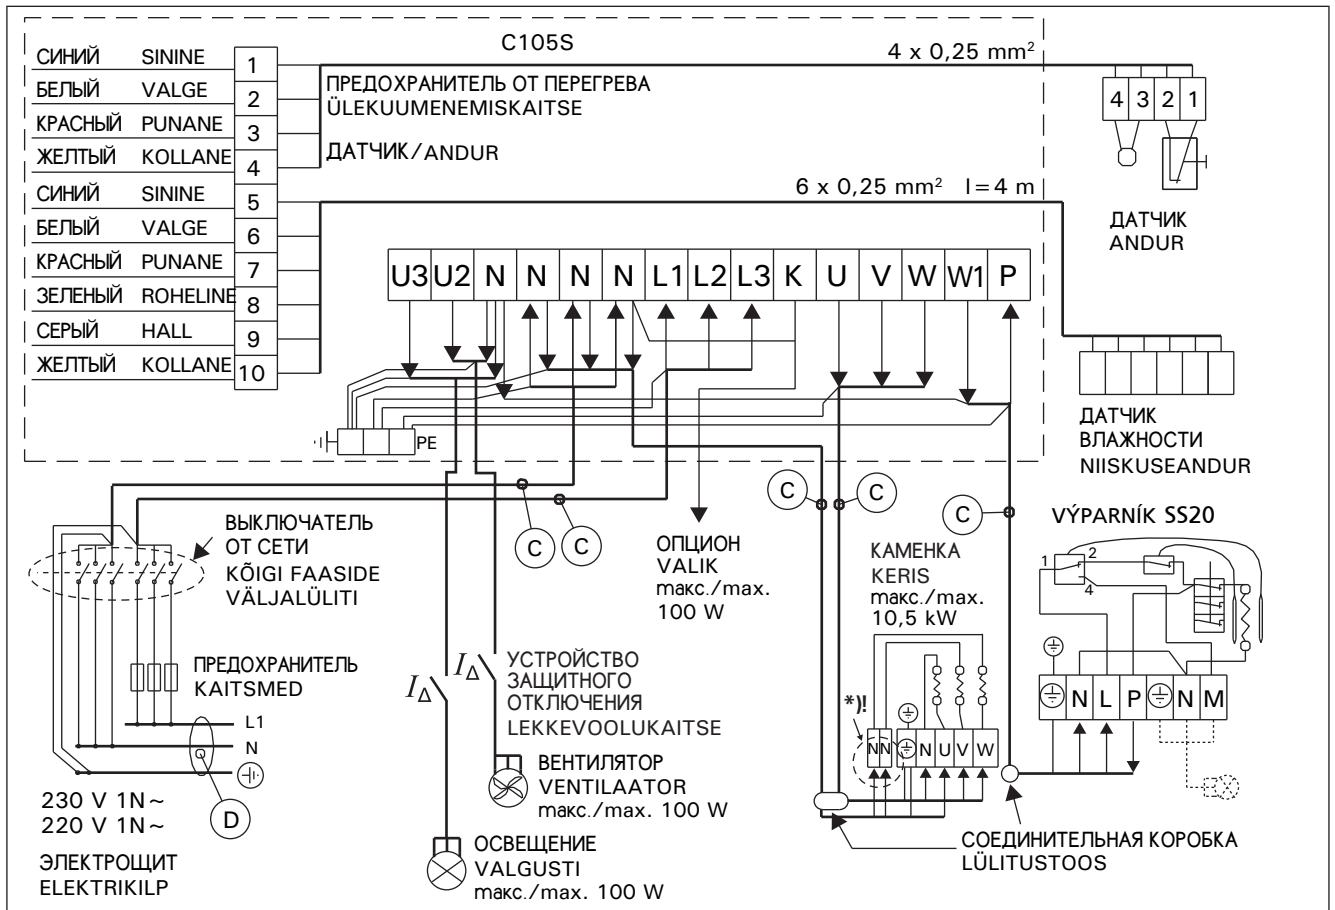 C105S
4 x 0,25 mm²
СИНИЙ SININE 1
БЕЛЫЙ VALGE 2
КРАСНЫЙ PUNANE 3
ЖЕЛТЫЙ KOLLANE 4
СИНИЙ SININE 5
БЕЛЫЙ VALGE 6
КРАСНЫЙ PUNANE 7
ЗЕЛЕНЫЙ ROHELINE 8
СЕРЫЙ HALL 9
ЖЕЛТЫЙ KOLLANE 10
ПРЕДОХРАНИТЕЛЬ ОТ ПЕРЕГРЕВА
ÜLEKUUMENEMISKAITSE
ДАТЧИК/ANDUR
4 3 2 1
ДАТЧИК
ANDUR
6 x 0,25 mm² l=4 m
U3 U2 N N N N L1 L2 L3 K U V W W1 P
PE
ДАТЧИК
ВЛАЖНОСТИ
NIISKUSEANDUR
C
C
C
C
C
ВЫКЛЮЧАТЕЛЬ
ОТ СЕТИ
KÕIGI FAASIDE
VÄLJALÜLITI
ОПЦИОН
VALIK
макс./max.
100 W
КАМЕНКА
KERIS
макс./max.
10,5 kW
VÝPARNÍK SS20
1 2 4
ПРЕДОХРАНИТЕЛЬ
KAITSMED
L1
N
D
230 V 1N~
220 V 1N~
ЭЛЕКТРОЩИТ
ELEKTRIKILP
IΔ
IΔ
УСТРОЙСТВО
ЗАЩИТНОГО
ОТКЛЮЧЕНИЯ
LEKKEVOOLUKAITSE
ВЕНТИЛЯТОР
VENTILAATOR
макс./max. 100 W
ОСВЕЩЕНИЕ
VALGUSTI
макс./max. 100 W
*)!
N N N U V W
N L P N M
СОЕДИНИТЕЛЬНАЯ КОРОБКА
LÜLITUSTOOS